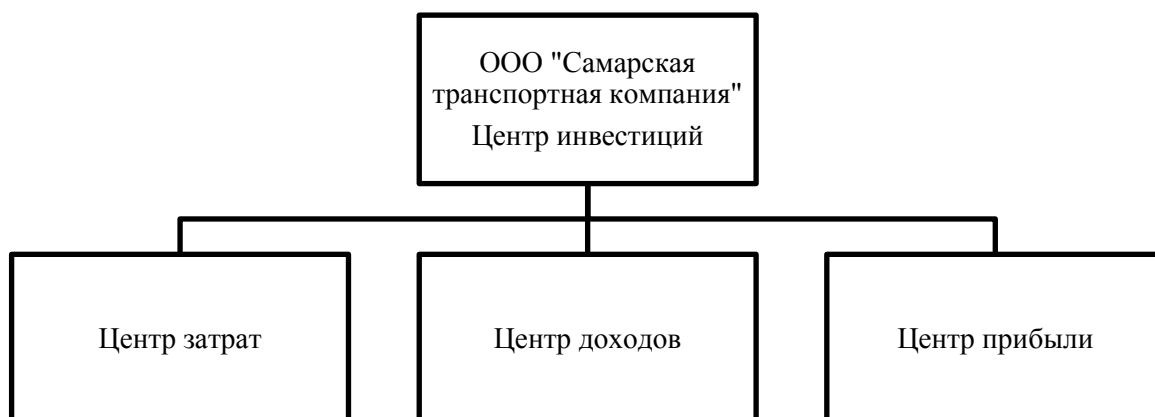 ООО "Самарская
транспортная компания"
Центр инвестиций
Центр затрат
Центр доходов
Центр прибыли